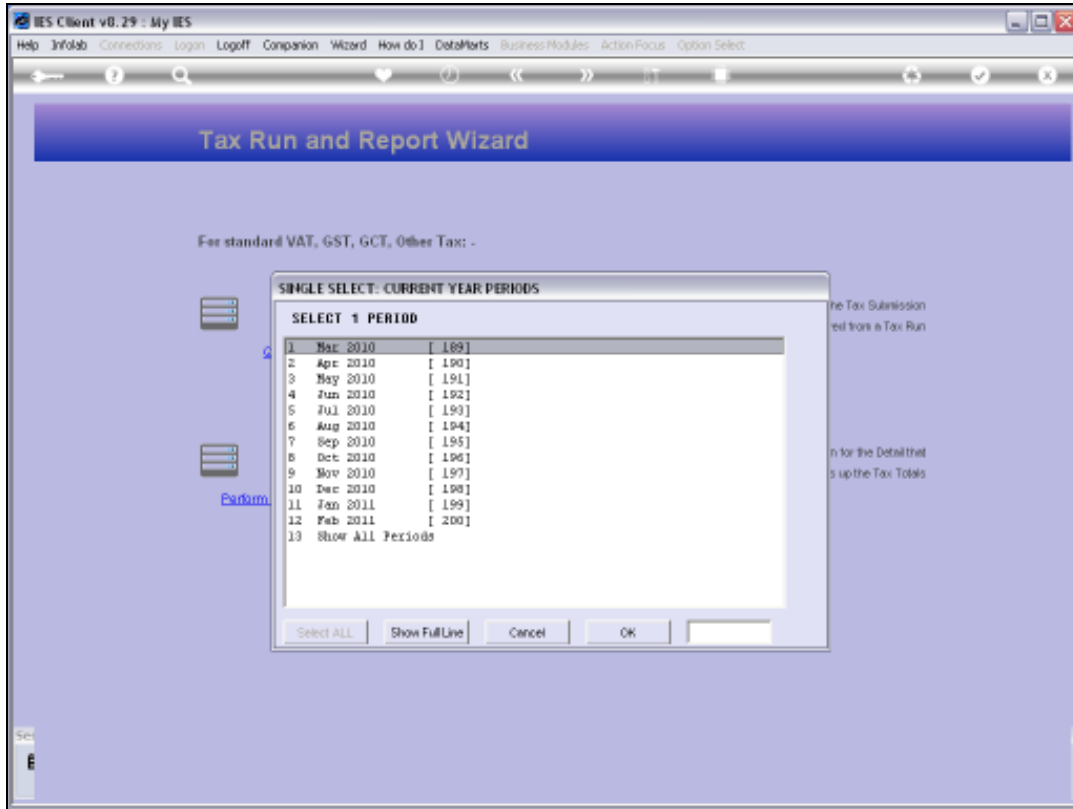 IES Client v8.29 : My IES
Help Infolab Connections Logon Logoff Companion Wizard How do I DataMarts Business Modules Action Focus Option Select
Tax Run and Report Wizard
For standard VAT, GST, GCT, Other Tax: -
SINGLE SELECT: CURRENT YEAR PERIODS
he Tax Submission
SELECT 1 PERIOD
red from a Tax Run
1 Mar 2010 [ 189]
2 Apr 2010 [ 190]
3 May 2010 [ 191]
4 Jun 2010 [ 192]
5 Jul 2010 [ 193]
6 Aug 2010 [ 194]
7 Sep 2010 [ 195]
8 Oct 2010 [ 196]
n for the Detail that
9 Nov 2010 [ 197]
s up the Tax Totals
10 Dec 2010 [ 198]
Perform
11 Jan 2011 [ 199]
12 Feb 2011 [ 200]
13 Show All Periods
Select ALL Show Full Line Cancel OK
Se